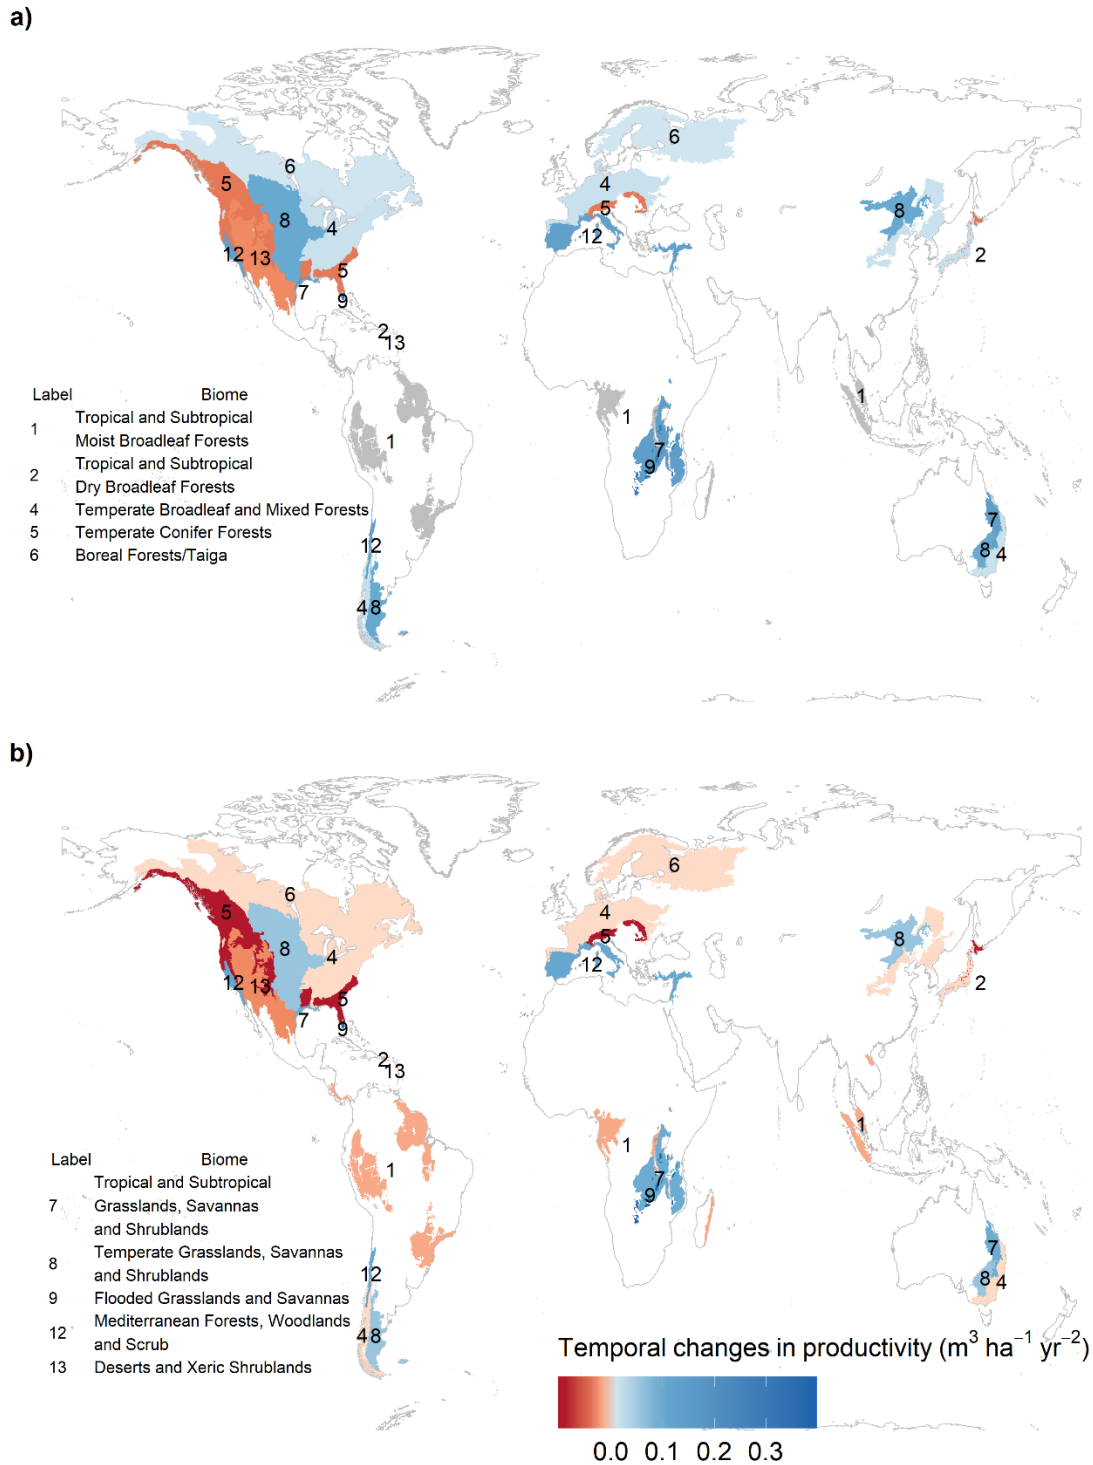 a)
6
6
5
4
5
8
8
4
12
12
13
2
5
7
9
2
13
Label Biome
1 Tropical and Subtropical
Moist Broadleaf Forests
2 Tropical and Subtropical
Dry Broadleaf Forests
4 Temperate Broadleaf and Mixed Forests
5 Temperate Conifer Forests
6 Boreal Forests/Taiga
1
1
1
7
9
7
12
8
4
4
8
b)
6
6
5
4
5
8
8
4
12
12
13
2
5
7
9
2
13
1
1
1
Label Biome
7 Tropical and Subtropical
Grasslands, Savannas
and Shrublands
8 Temperate Grasslands, Savannas
and Shrublands
9 Flooded Grasslands and Savannas
12 Mediterranean Forests, Woodlands
and Scrub
13 Deserts and Xeric Shrublands
7
9
7
12
8
4
4
8
Temporal changes in productivity (m³ ha⁻¹ yr⁻²)
0.0 0.1 0.2 0.3